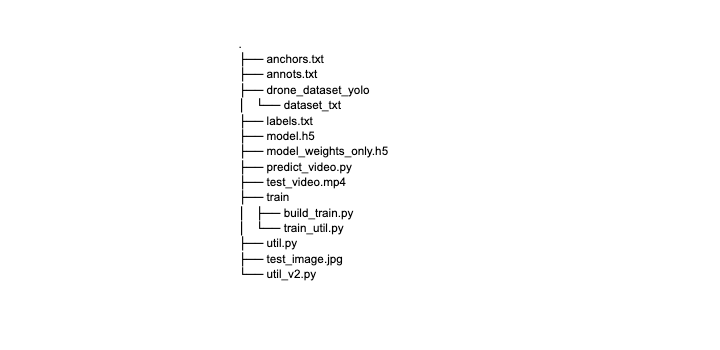 .
├── anchors.txt
├── annots.txt
├── drone_dataset_yolo
│   └── dataset_txt
├── labels.txt
├── model.h5
├── model_weights_only.h5
├── predict_video.py
├── test_video.mp4
├── train
│   ├── build_train.py
│   └── train_util.py
├── util.py
├── test_image.jpg
└── util_v2.py